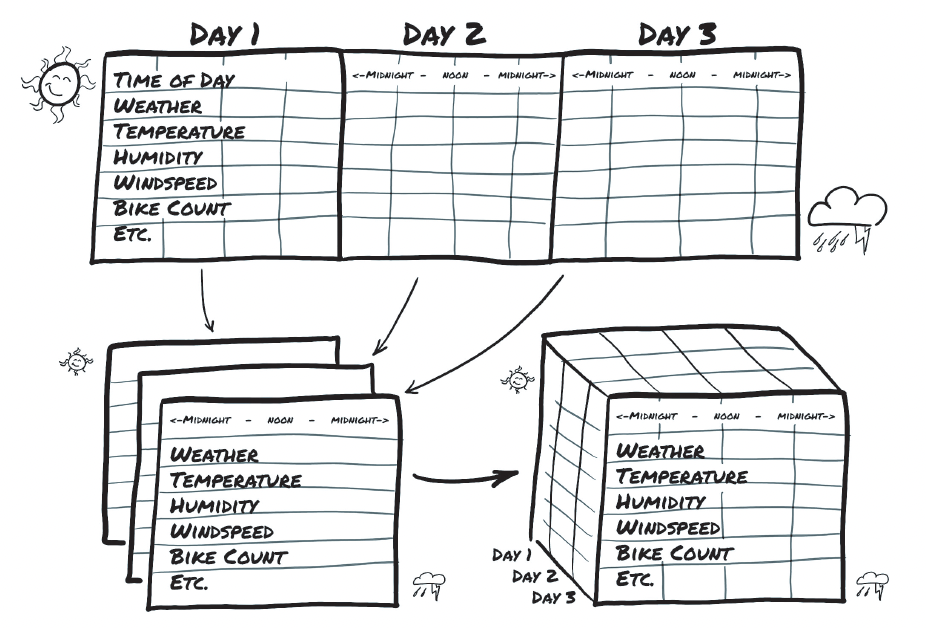 Day 1 Day 2 Day 3
Time of Day <-Midnight - noon - Midnight-> <-Midnight - noon - midnight->
Weather
Temperature
Humidity
Windspeed
Bike Count
Etc.
<-Midnight - noon - midnight->
Weather
Temperature
Humidity
Windspeed
Bike Count
Etc.
<-Midnight - noon - midnight->
Weather
Temperature
Humidity
Windspeed
Bike Count
Etc.
Day 1
Day 2
Day 3